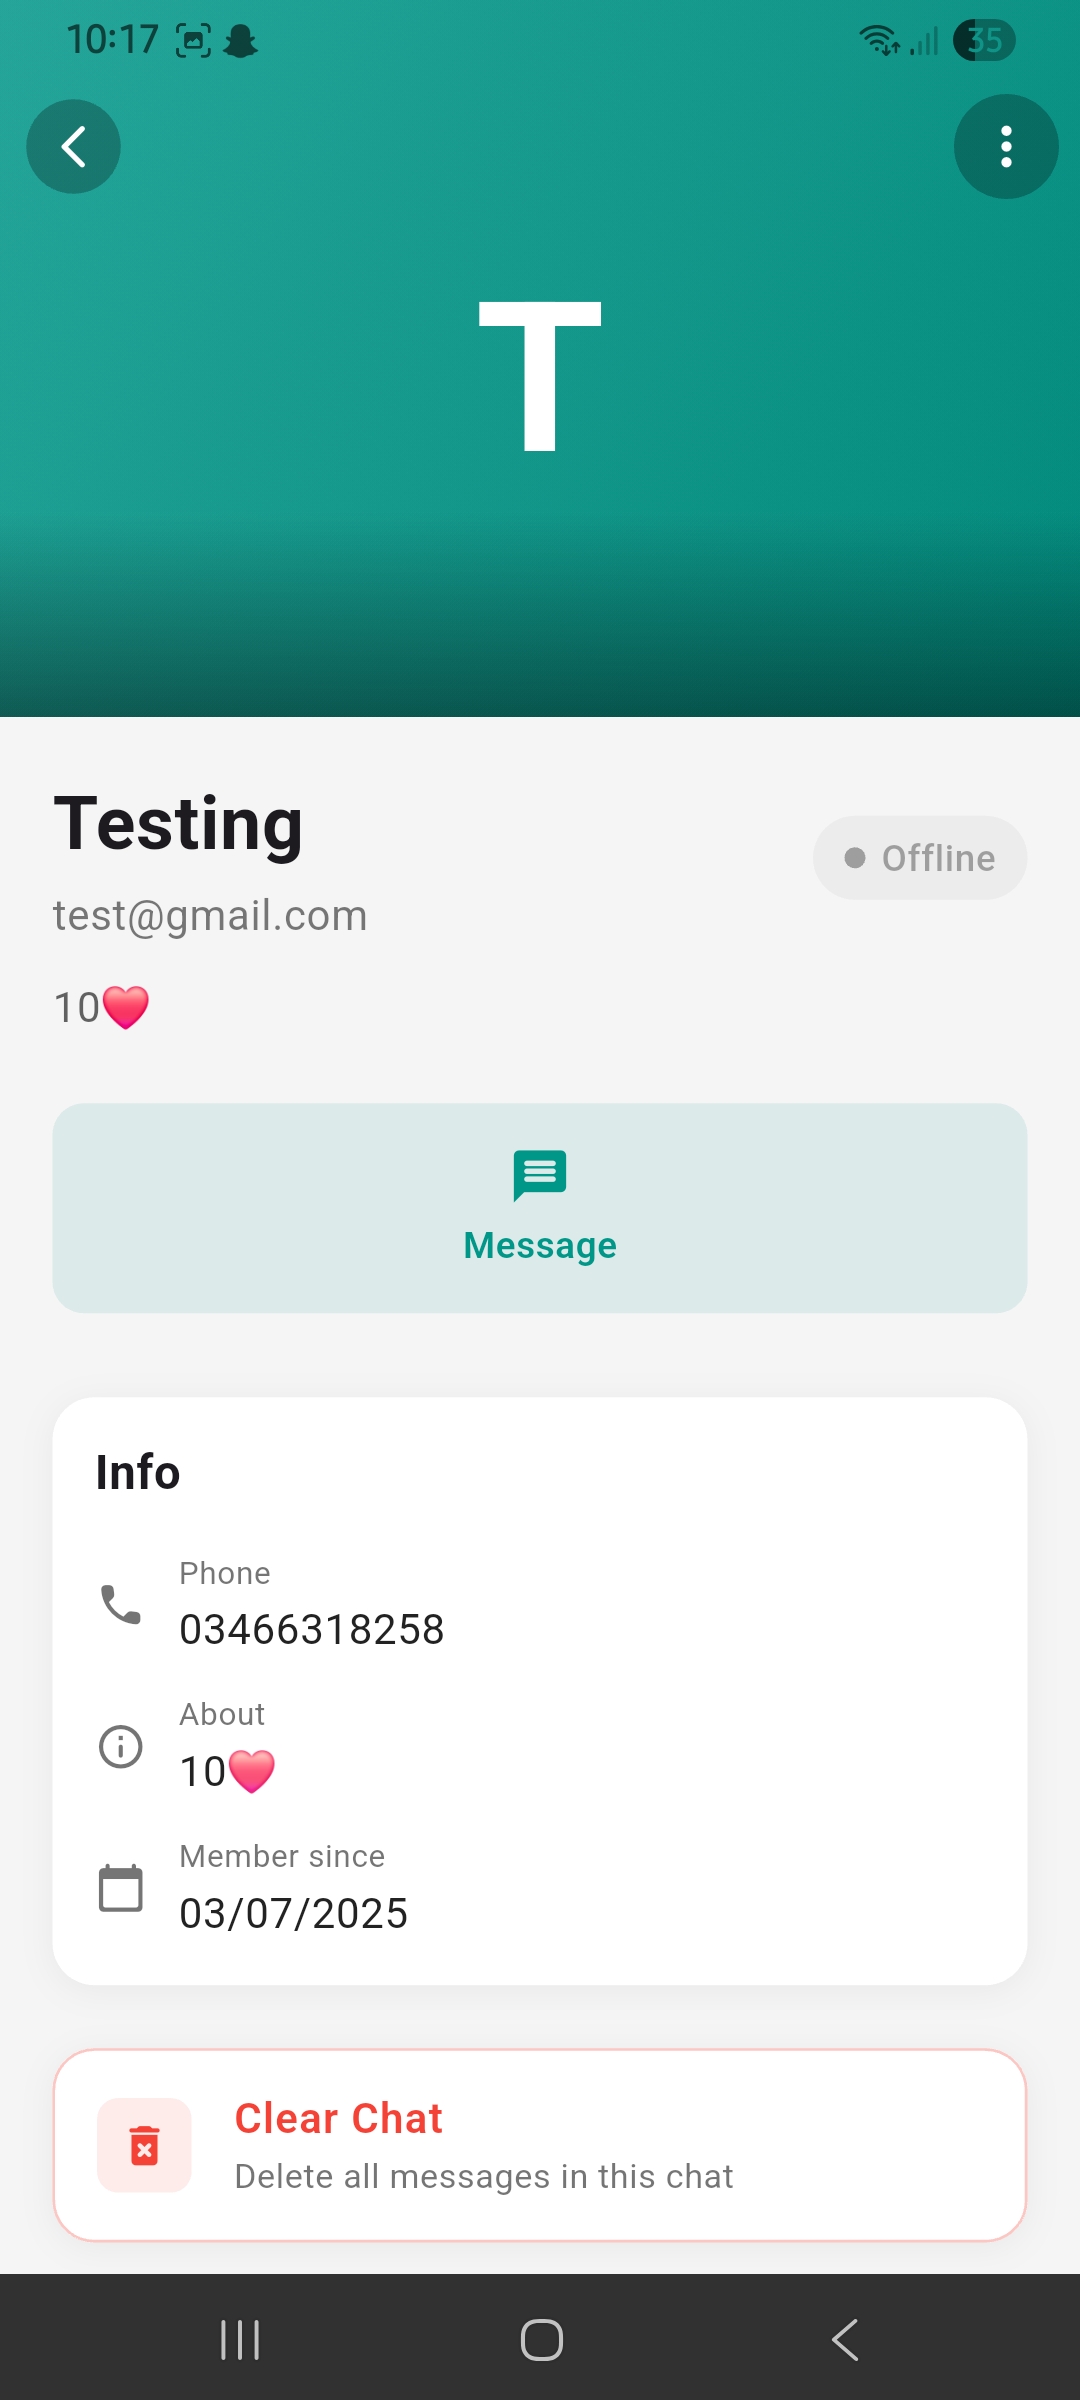 10:17
35
T
Testing
Offline
test@gmail.com
10❤️
Message
Info
Phone
03466318258
About
10❤️
Member since
03/07/2025
Clear Chat
Delete all messages in this chat